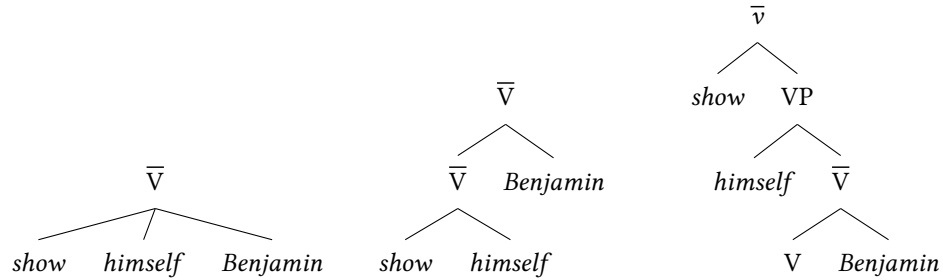 V̅
show himself Benjamin
V̅
V̅ Benjamin
show himself
v̅
show VP
himself V̅
V Benjamin